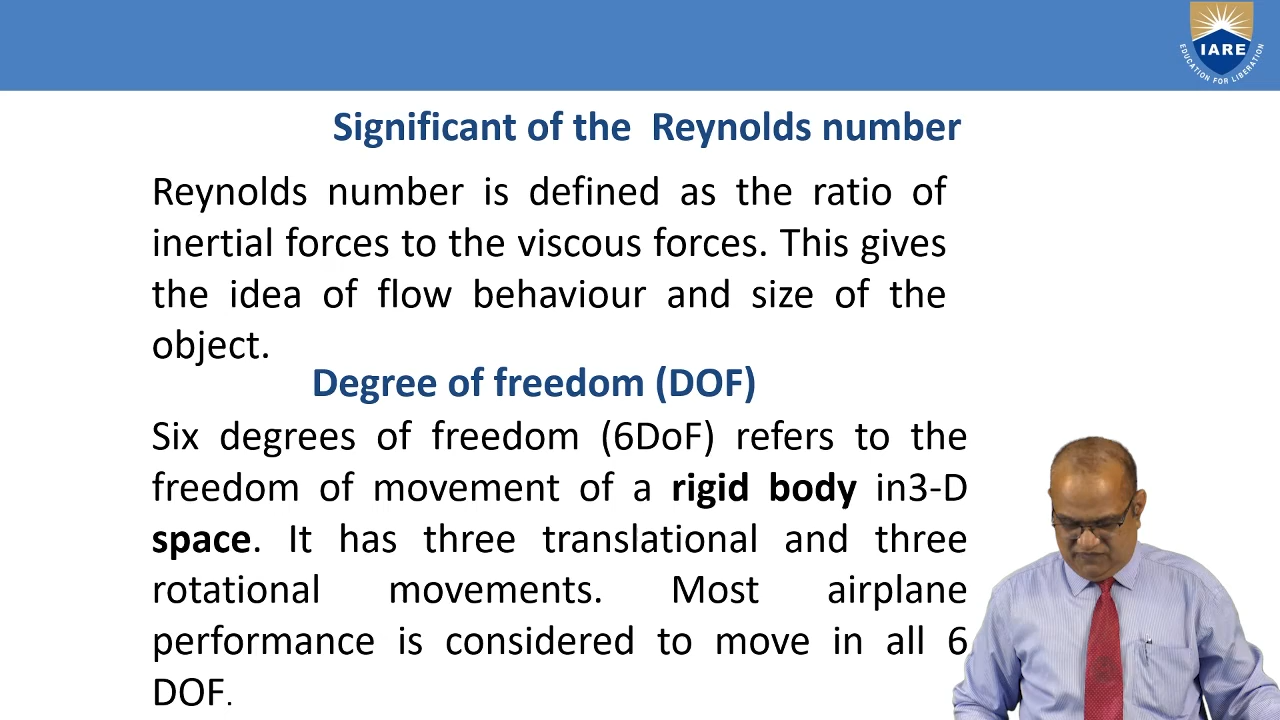 IARE
EDUCATION FOR LIBERATION
Significant of the Reynolds number
Reynolds number is defined as the ratio of
inertial forces to the viscous forces. This gives
the idea of flow behaviour and size of the
object.
Degree of freedom (DOF)
Six degrees of freedom (6DoF) refers to the
freedom of movement of a rigid body in3-D
space. It has three translational and three
rotational movements. Most airplane
performance is considered to move in all 6
DOF.